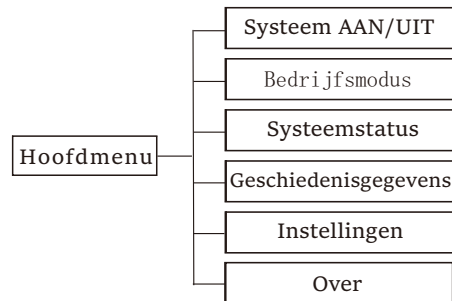 Systeem AAN/UIT
Bedrijfsmodus
Systeemstatus
Hoofdmenu
Geschiedenisgegevens
Instellingen
Over